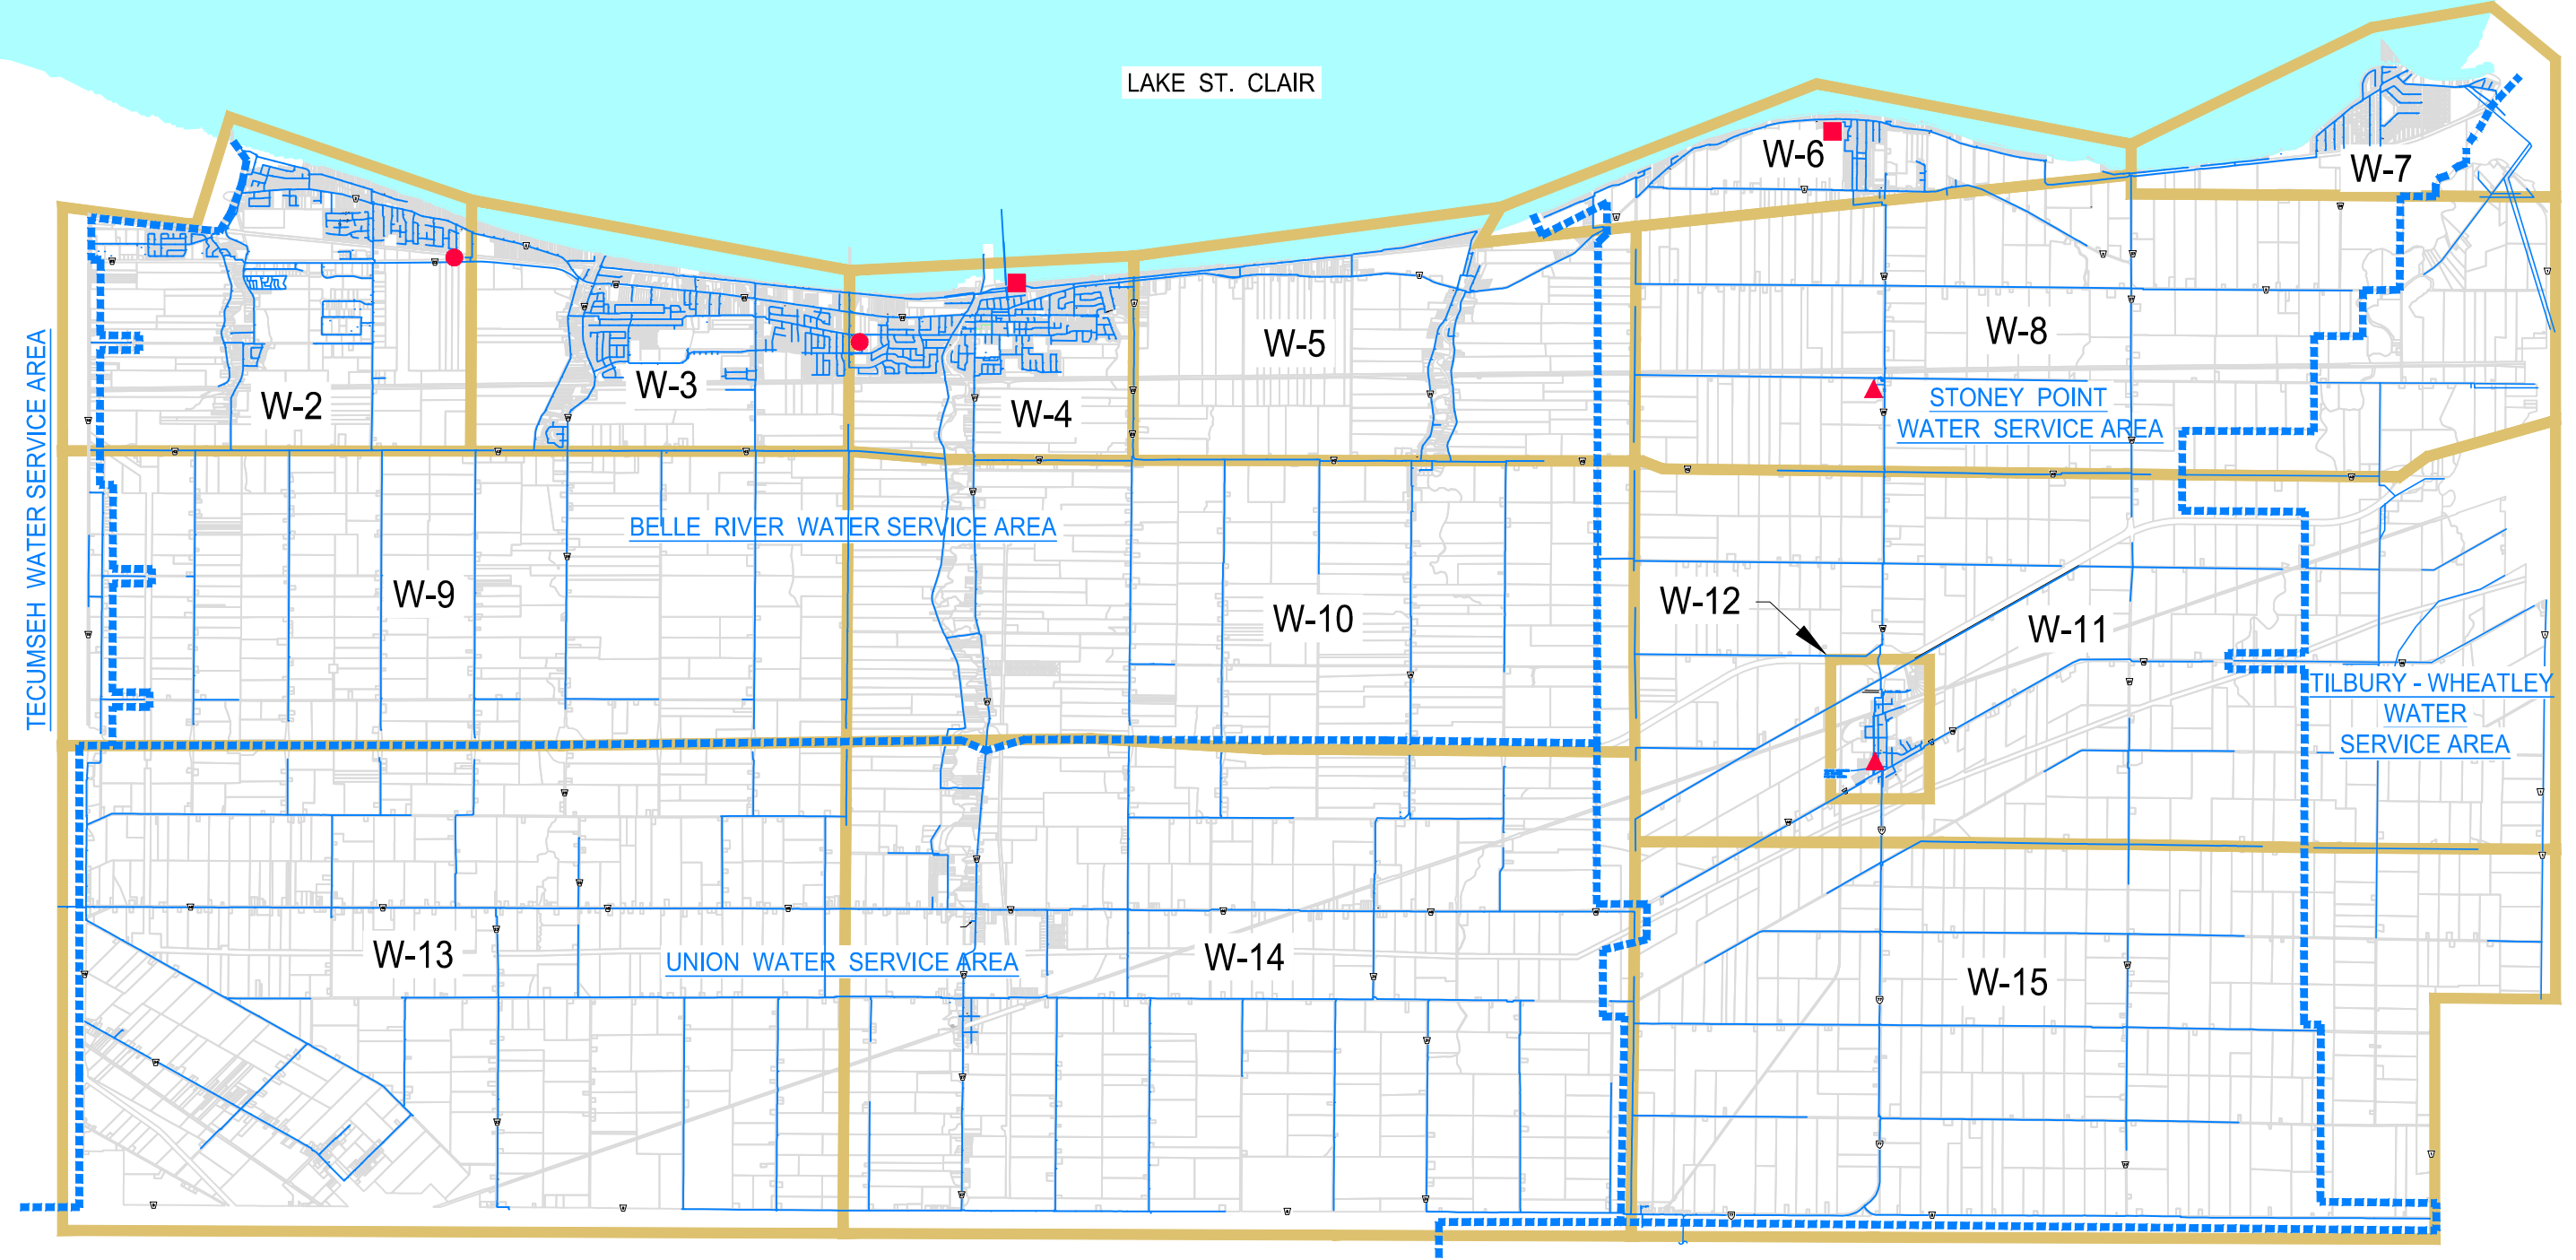 LAKE ST. CLAIR
W-6
W-7
W-2
W-3
W-4
W-5
W-8
STONEY POINT
WATER SERVICE AREA
TECUMSEH WATER SERVICE AREA
BELLE RIVER WATER SERVICE AREA
W-9
W-10
W-12
W-11
TILBURY - WHEATLEY
WATER
SERVICE AREA
W-13
UNION WATER SERVICE AREA
W-14
W-15